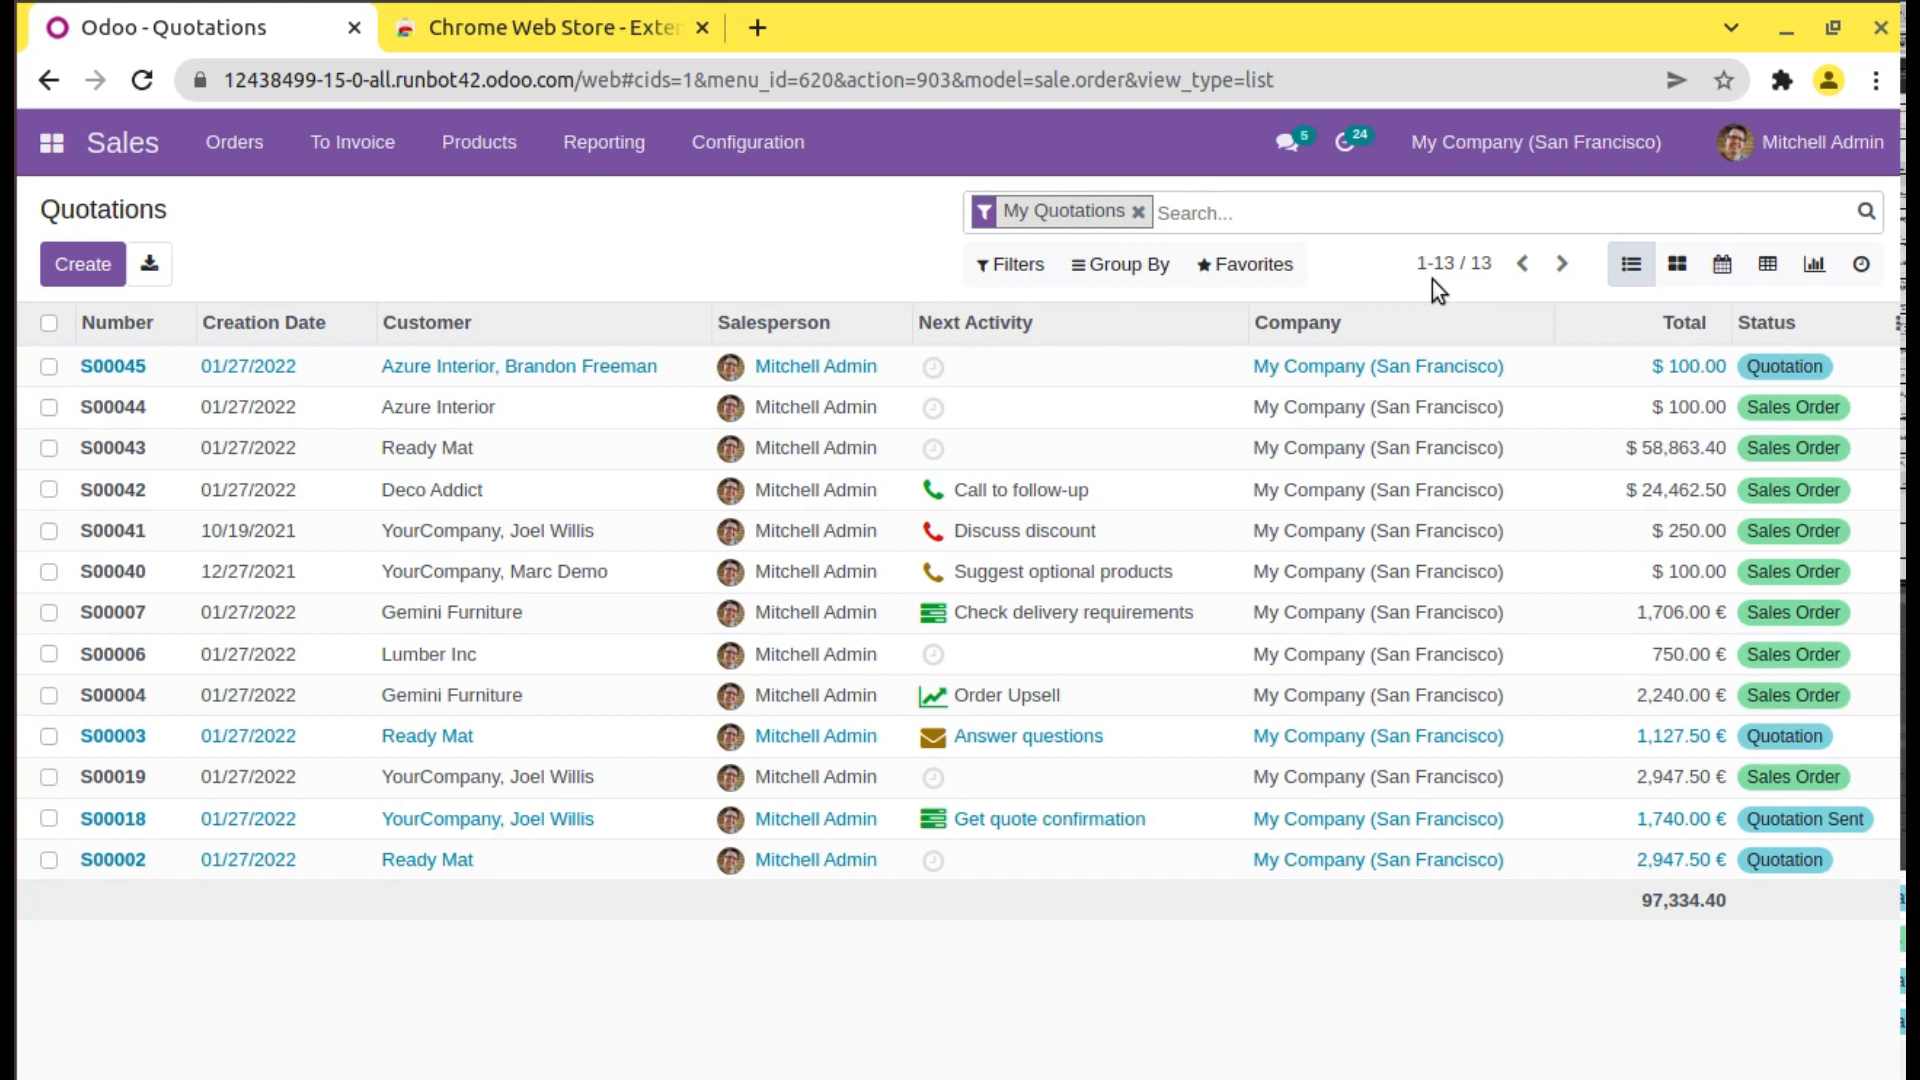 Odoo - Quotations
Chrome Web Store - Exter
12438499-15-0-all.runbot42.odoo.com/web#cids=1&menu_id=620&action=903&model=sale.order&view_type=list
Sales Orders To Invoice Products Reporting Configuration 5 24 My Company (San Francisco) Mitchell Admin
Quotations My Quotations Search...
Create Filters Group By Favorites 1-13 / 13
Number Creation Date Customer Salesperson Next Activity Company Total Status
S00045 01/27/2022 Azure Interior, Brandon Freeman Mitchell Admin My Company (San Francisco) $ 100.00 Quotation
S00044 01/27/2022 Azure Interior Mitchell Admin My Company (San Francisco) $ 100.00 Sales Order
S00043 01/27/2022 Ready Mat Mitchell Admin My Company (San Francisco) $ 58,863.40 Sales Order
S00042 01/27/2022 Deco Addict Mitchell Admin Call to follow-up My Company (San Francisco) $ 24,462.50 Sales Order
S00041 10/19/2021 YourCompany, Joel Willis Mitchell Admin Discuss discount My Company (San Francisco) $ 250.00 Sales Order
S00040 12/27/2021 YourCompany, Marc Demo Mitchell Admin Suggest optional products My Company (San Francisco) $ 100.00 Sales Order
S00007 01/27/2022 Gemini Furniture Mitchell Admin Check delivery requirements My Company (San Francisco) 1,706.00 € Sales Order
S00006 01/27/2022 Lumber Inc Mitchell Admin My Company (San Francisco) 750.00 € Sales Order
S00004 01/27/2022 Gemini Furniture Mitchell Admin Order Upsell My Company (San Francisco) 2,240.00 € Sales Order
S00003 01/27/2022 Ready Mat Mitchell Admin Answer questions My Company (San Francisco) 1,127.50 € Quotation
S00019 01/27/2022 YourCompany, Joel Willis Mitchell Admin My Company (San Francisco) 2,947.50 € Sales Order
S00018 01/27/2022 YourCompany, Joel Willis Mitchell Admin Get quote confirmation My Company (San Francisco) 1,740.00 € Quotation Sent
S00002 01/27/2022 Ready Mat Mitchell Admin My Company (San Francisco) 2,947.50 € Quotation
97,334.40